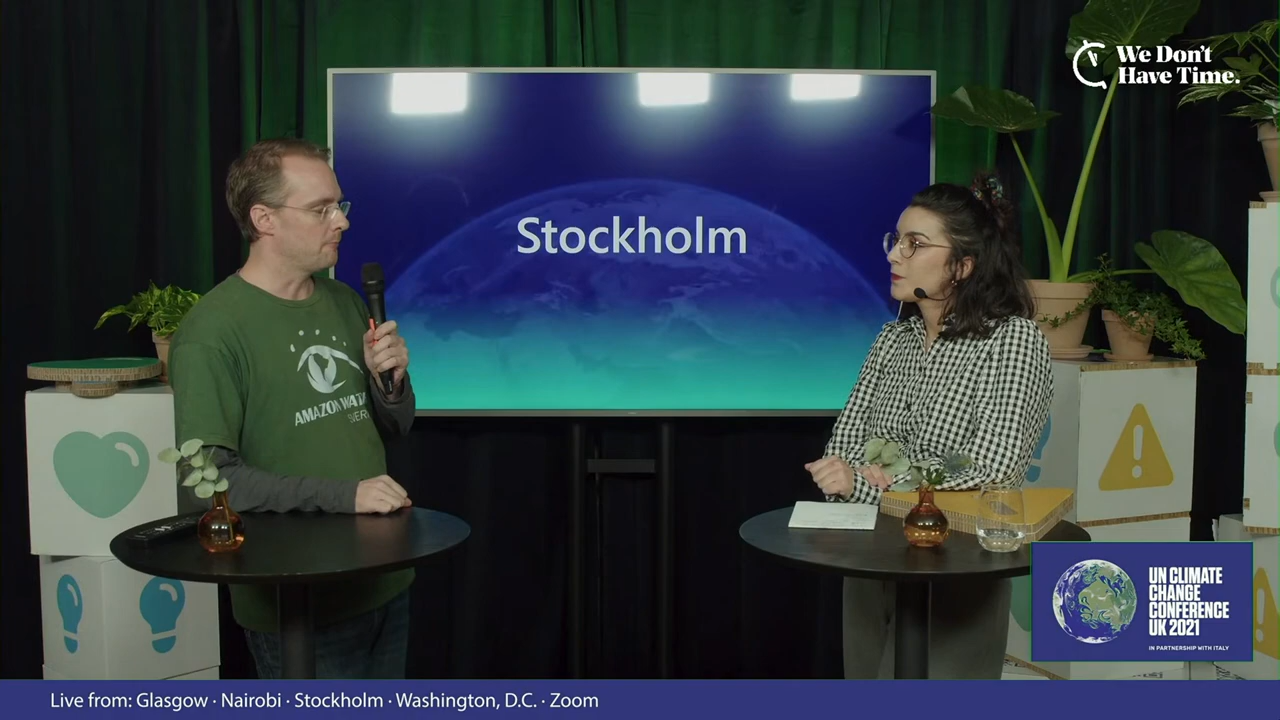 We Don't
Have Time.
Stockholm
AMAZON WATCH
UN CLIMATE
CHANGE
CONFERENCE
UK 2021
IN PARTNERSHIP WITH ITALY
Live from: Glasgow · Nairobi · Stockholm · Washington, D.C. · Zoom